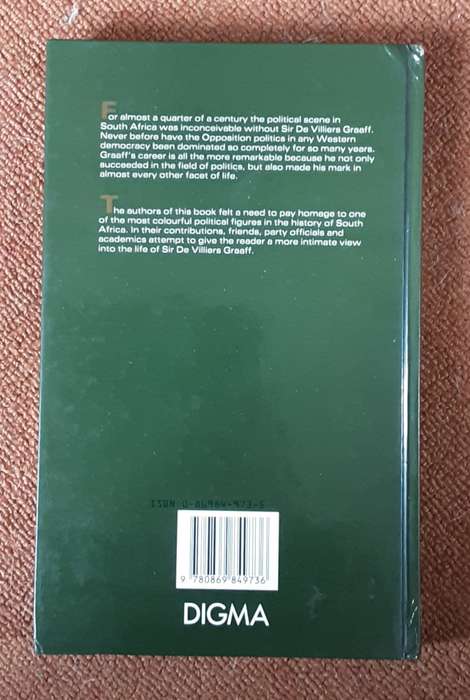 For almost a quarter of a century the political scene in
South Africa was inconceivable without Sir De Villiers Graaff.
Never before have the Opposition politics in any Western
democracy been dominated so completely for so many years.
Graaff's career is all the more remarkable because he not only
succeeded in the field of politics, but also made his mark in
almost every other facet of life.
The authors of this book felt a need to pay homage to one
of the most colourful political figures in the history of South
Africa. In their contributions, friends, party officials and
academics attempt to give the reader a more intimate view
into the life of Sir De Villiers Graaff.
ISBN 0-86984-973-5
9 780869 849736
DIGMA